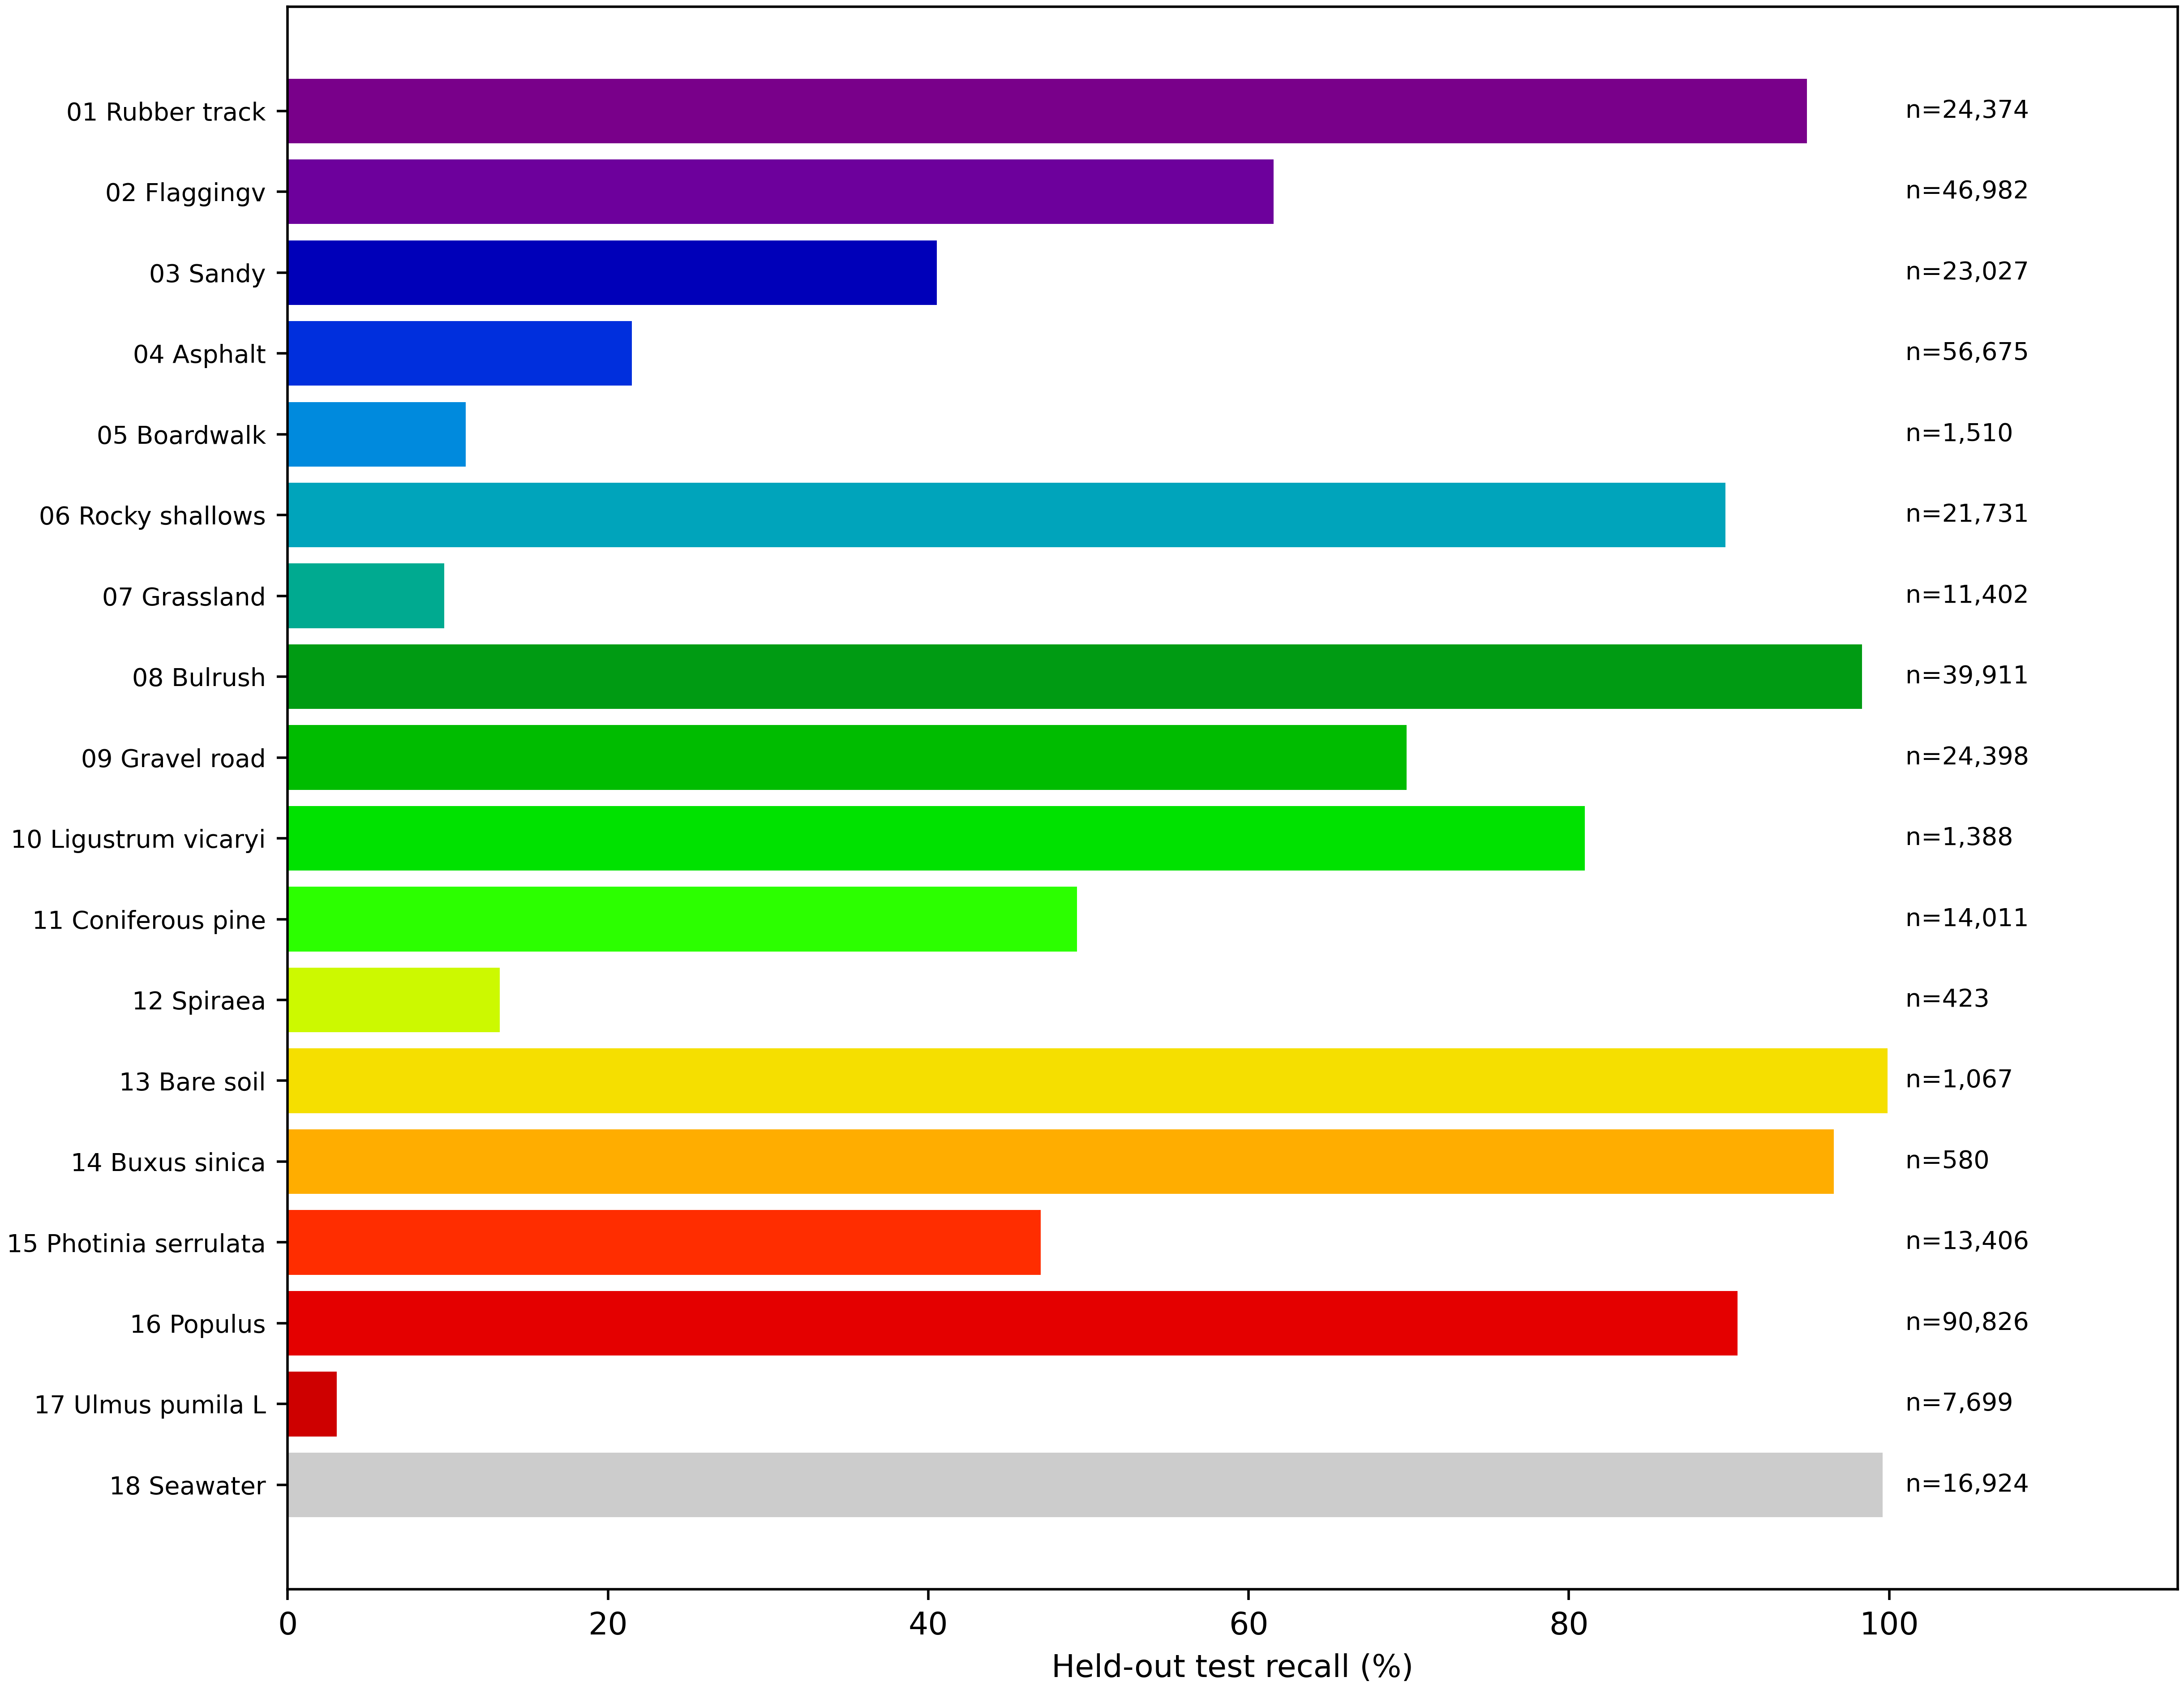 01 Rubber track n=24,374
02 Flaggingv n=46,982
03 Sandy n=23,027
04 Asphalt n=56,675
05 Boardwalk n=1,510
06 Rocky shallows n=21,731
07 Grassland n=11,402
08 Bulrush n=39,911
09 Gravel road n=24,398
10 Ligustrum vicaryi n=1,388
11 Coniferous pine n=14,011
12 Spiraea n=423
13 Bare soil n=1,067
14 Buxus sinica n=580
15 Photinia serrulata n=13,406
16 Populus n=90,826
17 Ulmus pumila L n=7,699
18 Seawater n=16,924
0 20 40 60 80 100
Held-out test recall (%)